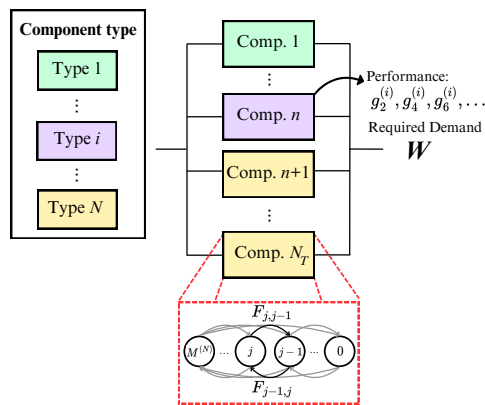 Component type
Type 1
⋮
Type i
⋮
Type N
Comp. 1
⋮
Comp. n
Comp. n+1
⋮
Comp. N_T
Performance:
g_2^{(i)}, g_4^{(i)}, g_6^{(i)}, ...
Required Demand
W
F_{j,j−1}
M^{(N)} ... j j−1 ... 0
F_{j−1,j}